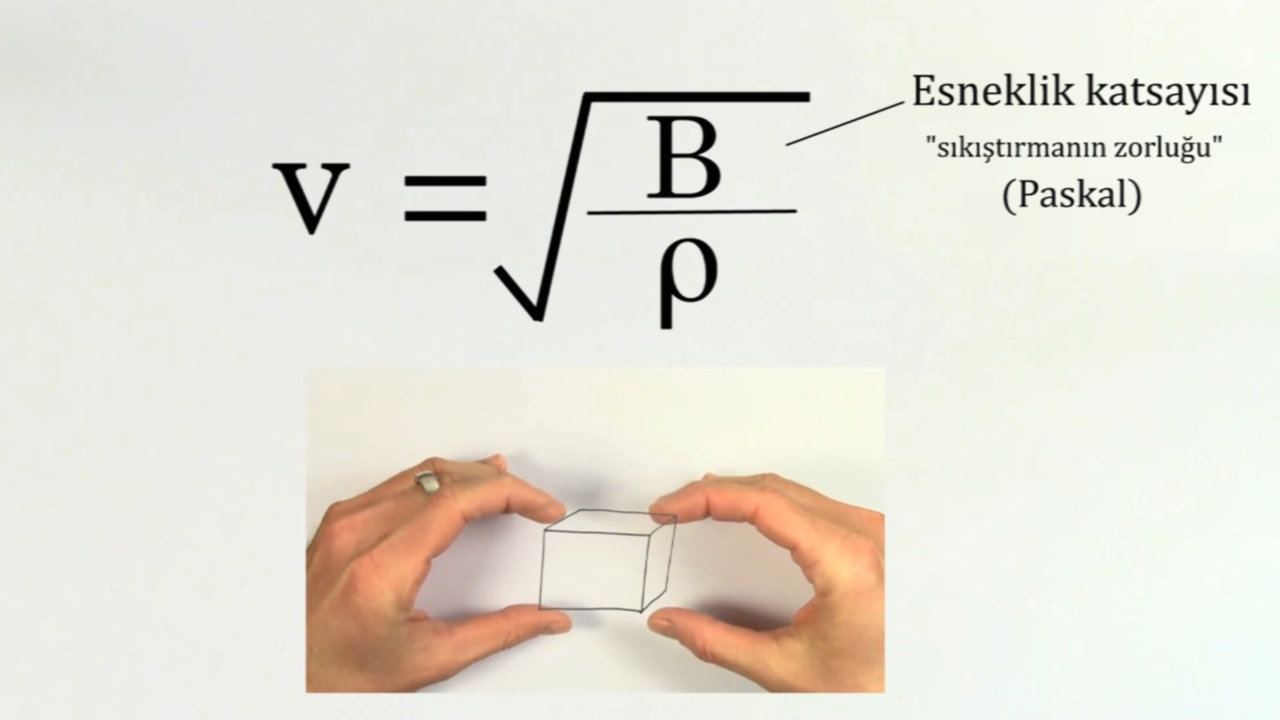 v = √(B/ρ)
Esneklik katsayısı
"sıkıştırmanın zorluğu"
(Paskal)